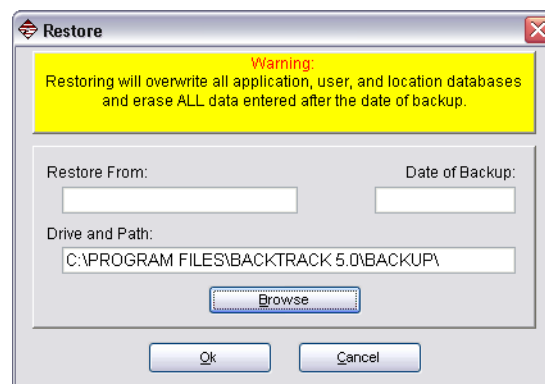 Restore
Warning:
Restoring will overwrite all application, user, and location databases
and erase ALL data entered after the date of backup.
Restore From:
Date of Backup:
Drive and Path:
C:\PROGRAM FILES\BACKTRACK 5.0\BACKUP\
Browse
Ok
Cancel